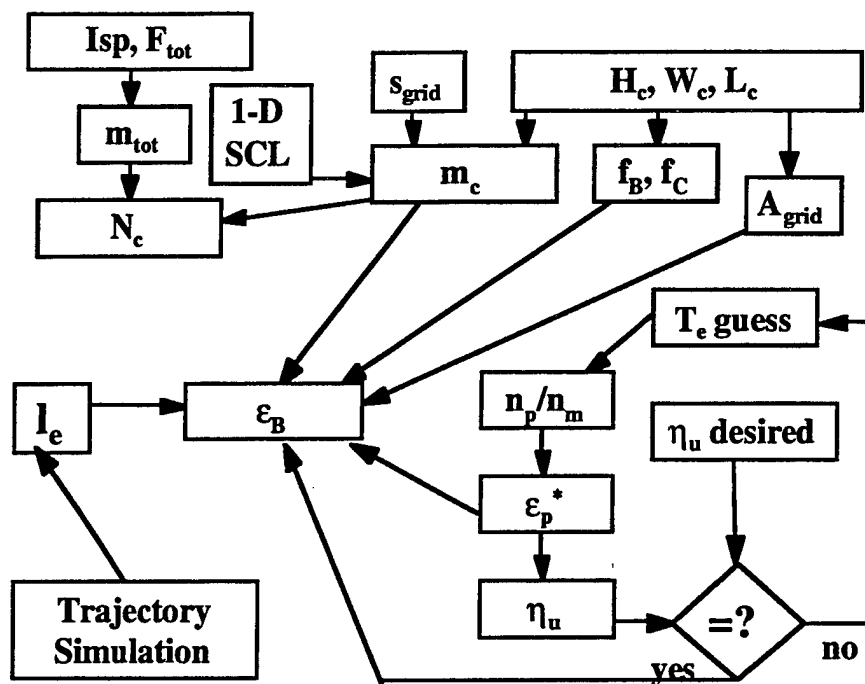 Isp, F_tot
H_c, W_c, L_c
s_grid
1-D
SCL
m_tot
m_c
f_B, f_C
A_grid
N_c
T_e guess
n_p/n_m
η_u desired
l_e
ε_B
ε_p*
η_u
=?
no
yes
Trajectory
Simulation